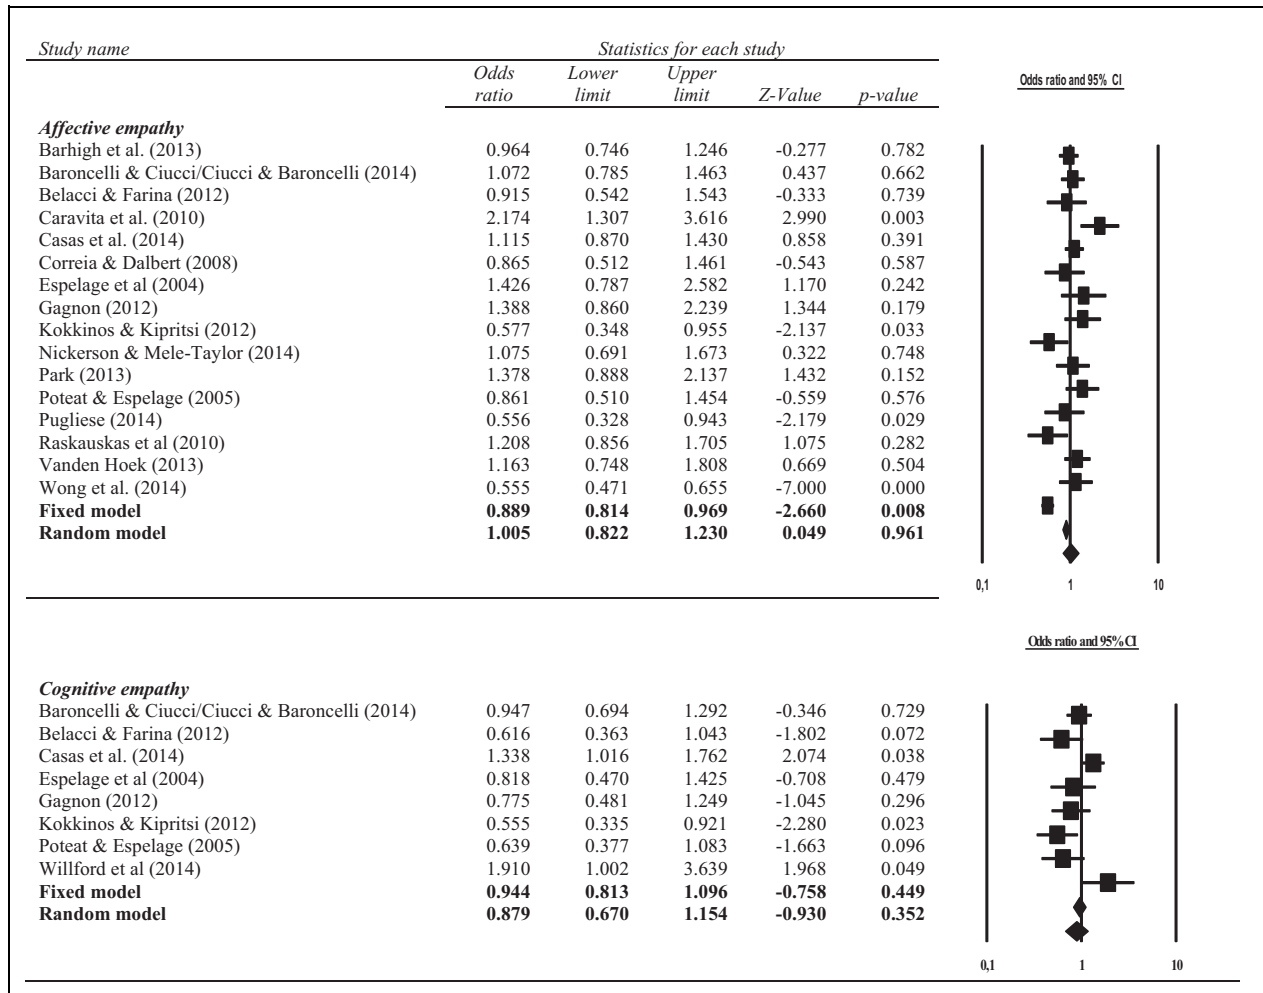 Study name Statistics for each study
Odds ratio Lower limit Upper limit Z-Value p-value
Odds ratio and 95% CI
Affective empathy
Barhigh et al. (2013) 0.964 0.746 1.246 -0.277 0.782
Baroncelli & Ciucci/Ciucci & Baroncelli (2014) 1.072 0.785 1.463 0.437 0.662
Belacci & Farina (2012) 0.915 0.542 1.543 -0.333 0.739
Caravita et al. (2010) 2.174 1.307 3.616 2.990 0.003
Casas et al. (2014) 1.115 0.870 1.430 0.858 0.391
Correia & Dalbert (2008) 0.865 0.512 1.461 -0.543 0.587
Espelage et al (2004) 1.426 0.787 2.582 1.170 0.242
Gagnon (2012) 1.388 0.860 2.239 1.344 0.179
Kokkinos & Kipritsi (2012) 0.577 0.348 0.955 -2.137 0.033
Nickerson & Mele-Taylor (2014) 1.075 0.691 1.673 0.322 0.748
Park (2013) 1.378 0.888 2.137 1.432 0.152
Poteat & Espelage (2005) 0.861 0.510 1.454 -0.559 0.576
Pugliese (2014) 0.556 0.328 0.943 -2.179 0.029
Raskauskas et al (2010) 1.208 0.856 1.705 1.075 0.282
Vanden Hoek (2013) 1.163 0.748 1.808 0.669 0.504
Wong et al. (2014) 0.555 0.471 0.655 -7.000 0.000
Fixed model 0.889 0.814 0.969 -2.660 0.008
Random model 1.005 0.822 1.230 0.049 0.961
0,1 1 10
Odds ratio and 95% CI
Cognitive empathy
Baroncelli & Ciucci/Ciucci & Baroncelli (2014) 0.947 0.694 1.292 -0.346 0.729
Belacci & Farina (2012) 0.616 0.363 1.043 -1.802 0.072
Casas et al. (2014) 1.338 1.016 1.762 2.074 0.038
Espelage et al (2004) 0.818 0.470 1.425 -0.708 0.479
Gagnon (2012) 0.775 0.481 1.249 -1.045 0.296
Kokkinos & Kipritsi (2012) 0.555 0.335 0.921 -2.280 0.023
Poteat & Espelage (2005) 0.639 0.377 1.083 -1.663 0.096
Willford et al (2014) 1.910 1.002 3.639 1.968 0.049
Fixed model 0.944 0.813 1.096 -0.758 0.449
Random model 0.879 0.670 1.154 -0.930 0.352
0,1 1 10